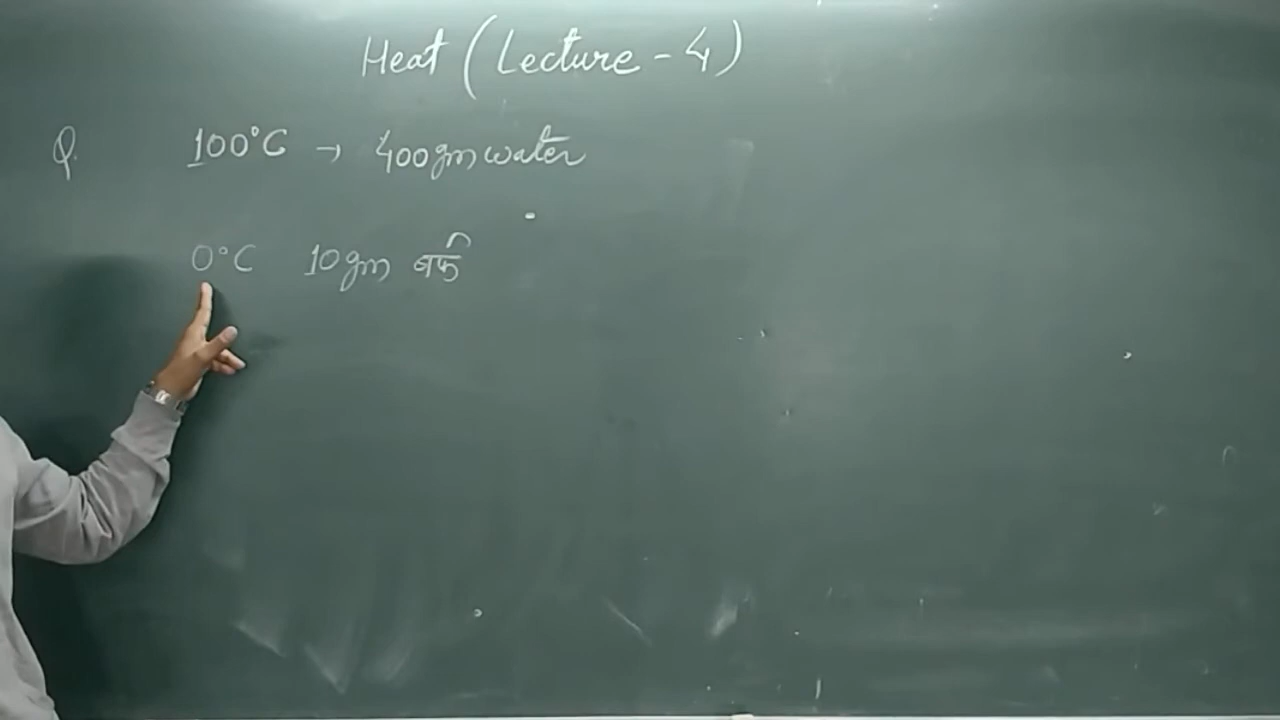 Heat (Lecture - 4)
Q. 100°C → 400gm water
0°C 10gm बर्फ